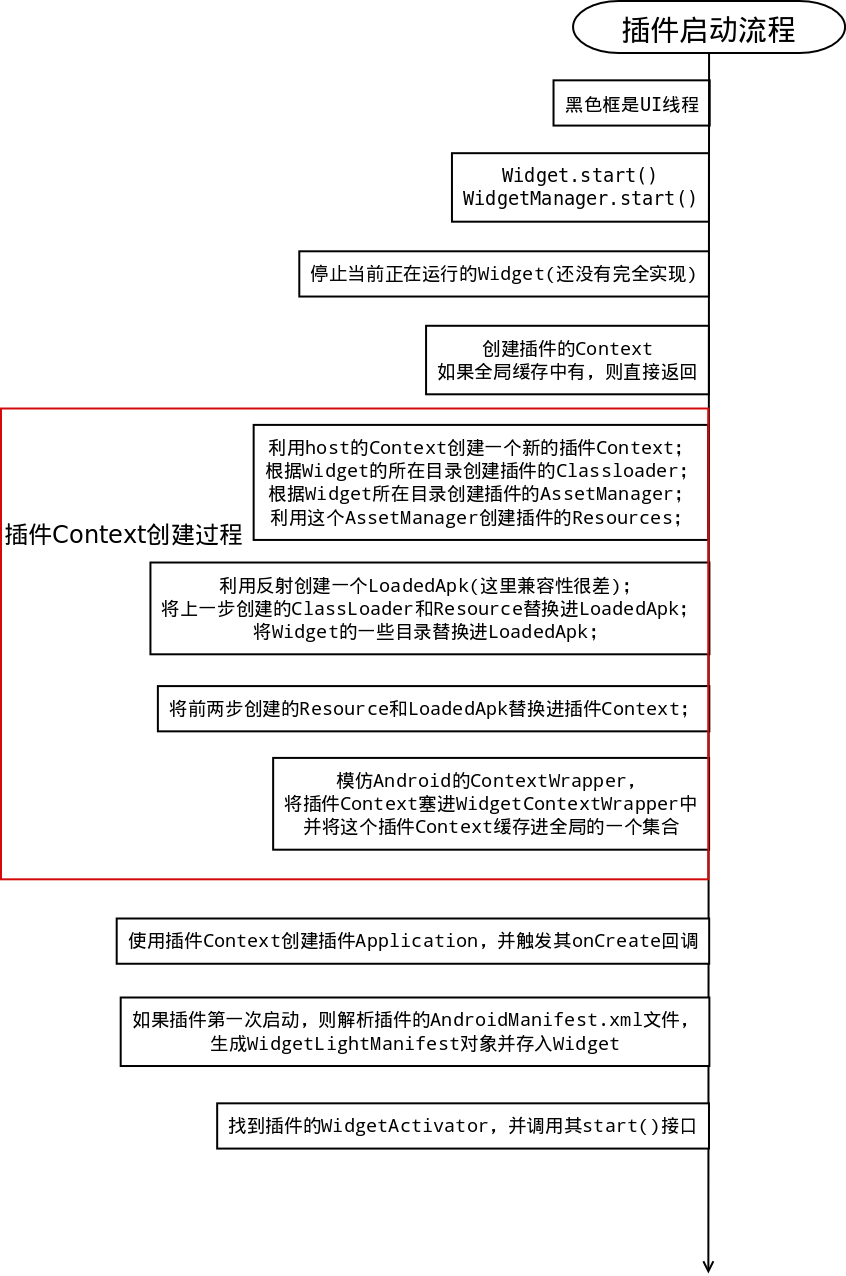 插件启动流程
黑色框是UI线程
Widget.start()
WidgetManager.start()
停止当前正在运行的Widget(还没有完全实现)
创建插件的Context
如果全局缓存中有，则直接返回
利用host的Context创建一个新的插件Context；
根据Widget的所在目录创建插件的Classloader；
根据Widget所在目录创建插件的AssetManager；
利用这个AssetManager创建插件的Resources；
插件Context创建过程
利用反射创建一个LoadedApk(这里兼容性很差)；
将上一步创建的ClassLoader和Resource替换进LoadedApk；
将Widget的一些目录替换进LoadedApk；
将前两步创建的Resource和LoadedApk替换进插件Context；
模仿Android的ContextWrapper，
将插件Context塞进WidgetContextWrapper中
并将这个插件Context缓存进全局的一个集合
使用插件Context创建插件Application，并触发其onCreate回调
如果插件第一次启动，则解析插件的AndroidManifest.xml文件，
生成WidgetLightManifest对象并存入Widget
找到插件的WidgetActivator，并调用其start()接口